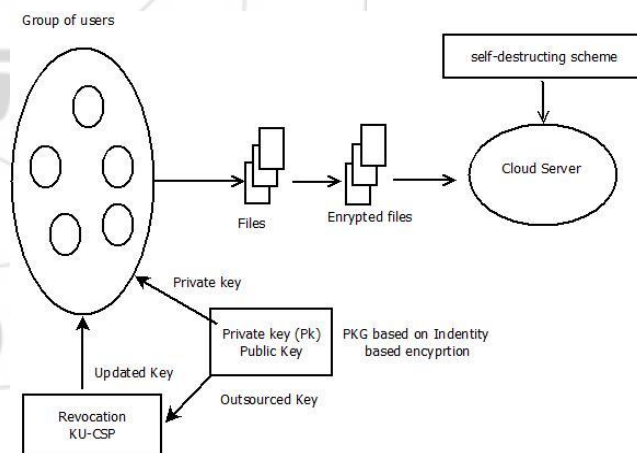 Group of users
self-destructing scheme
Cloud Server
Files
Enrypted files
Private key
Private key (Pk)
Public Key
PKG based on Indentity
based encyprtion
Updated Key
Outsourced Key
Revocation
KU-CSP